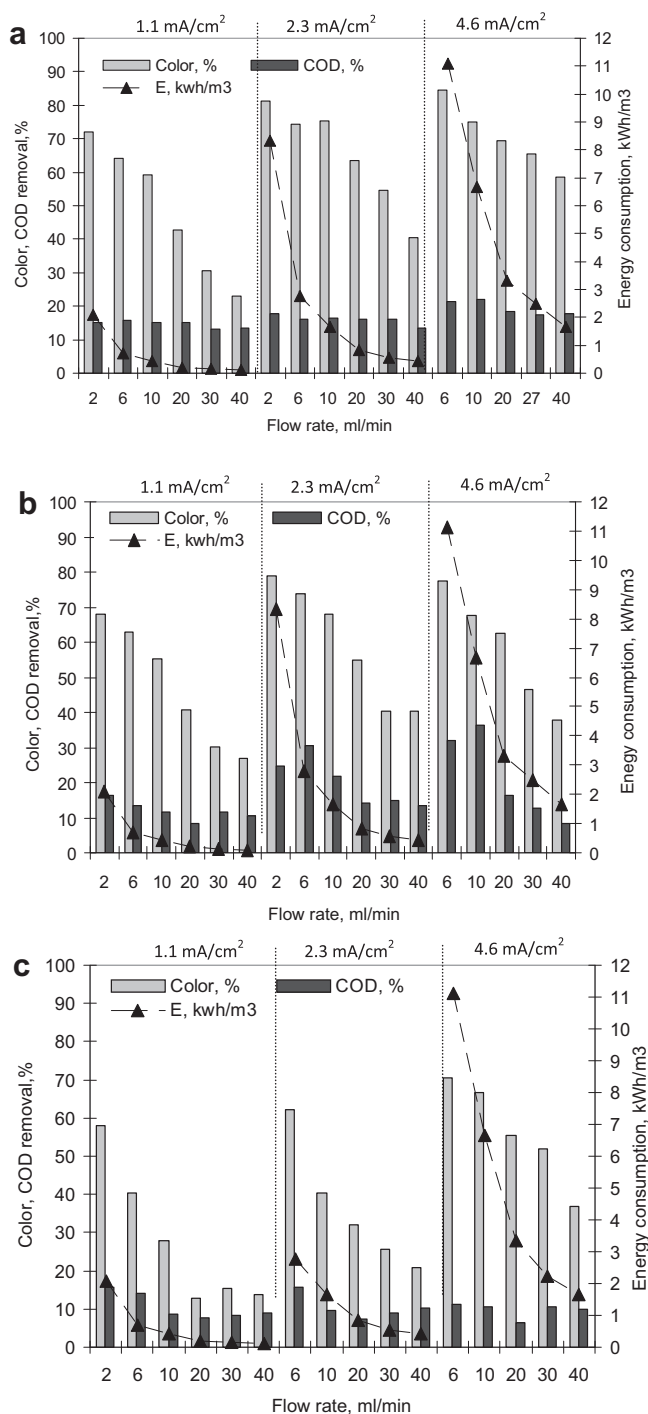 a
1.1 mA/cm²
2.3 mA/cm²
4.6 mA/cm²
Color, %
COD, %
E, kwh/m3
Color, COD removal,%
100
90
80
70
60
50
40
30
20
10
0
12
11
10
9
8
7
6
5
4
3
2
1
0
Energy consumption, kWh/m3
2 6 10 20 30 40 2 6 10 20 30 40 6 10 20 27 40
Flow rate, ml/min
b
1.1 mA/cm²
2.3 mA/cm²
4.6 mA/cm²
Color, %
COD, %
E, kwh/m3
Color, COD removal,%
100
90
80
70
60
50
40
30
20
10
0
12
11
10
9
8
7
6
5
4
3
2
1
0
Energy consumption, kWh/m3
2 6 10 20 30 40 2 6 10 20 30 40 6 10 20 30 40
Flow rate, ml/min
c
1.1 mA/cm²
2.3 mA/cm²
4.6 mA/cm²
Color, %
COD, %
E, kwh/m3
Color, COD removal,%
100
90
80
70
60
50
40
30
20
10
0
12
11
10
9
8
7
6
5
4
3
2
1
0
Energy consumption, kWh/m3
2 6 10 20 30 40 6 10 20 30 40 6 10 20 30 40
Flow rate, ml/min